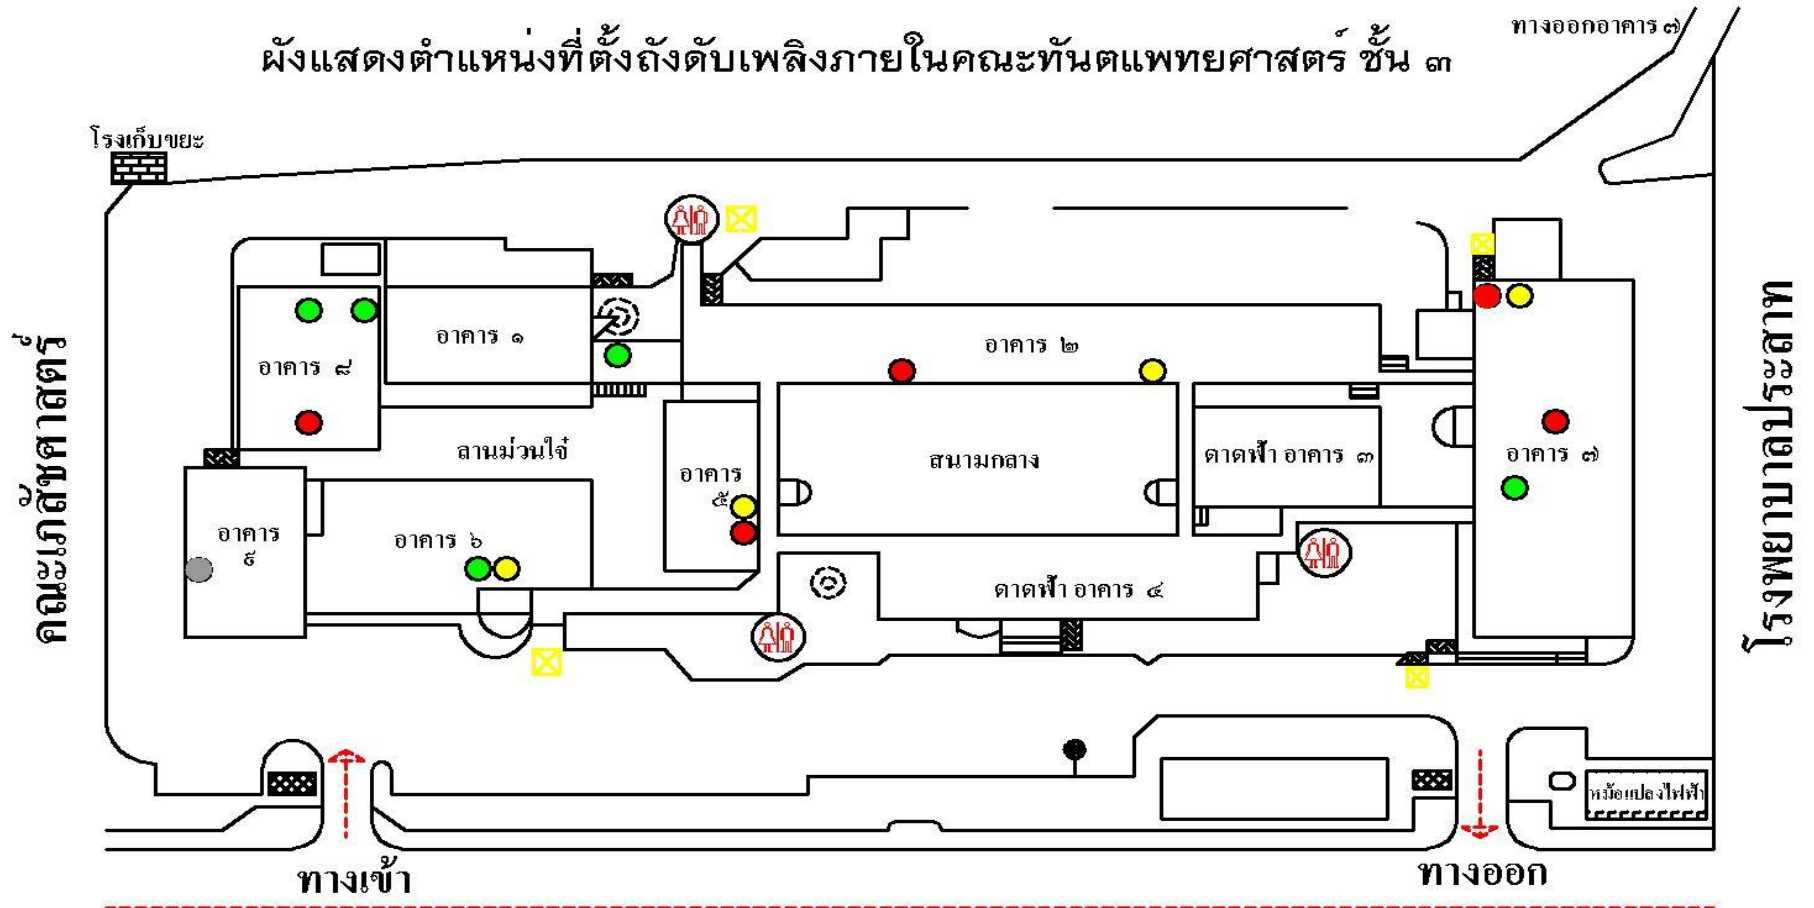 ทางออกอาคาร ๗
ผังแสดงตำแหน่งที่ตั้งถังดับเพลิงภายในคณะทันตแพทยศาสตร์ ชั้น ๓
โรงเก็บขยะ
อาคาร ๑
อาคาร ๒
อาคาร ๘
ลานม่วนใจ๋
อาคาร
๕
สนามกลาง
ดาดฟ้า อาคาร ๓
อาคาร ๗
อาคาร
๙
อาคาร ๖
ดาดฟ้า อาคาร ๔
คณะเภสัชศาสตร์
โรงพยาบาลประสาท
หม้อแปลงไฟฟ้า
ทางเข้า
ทางออก